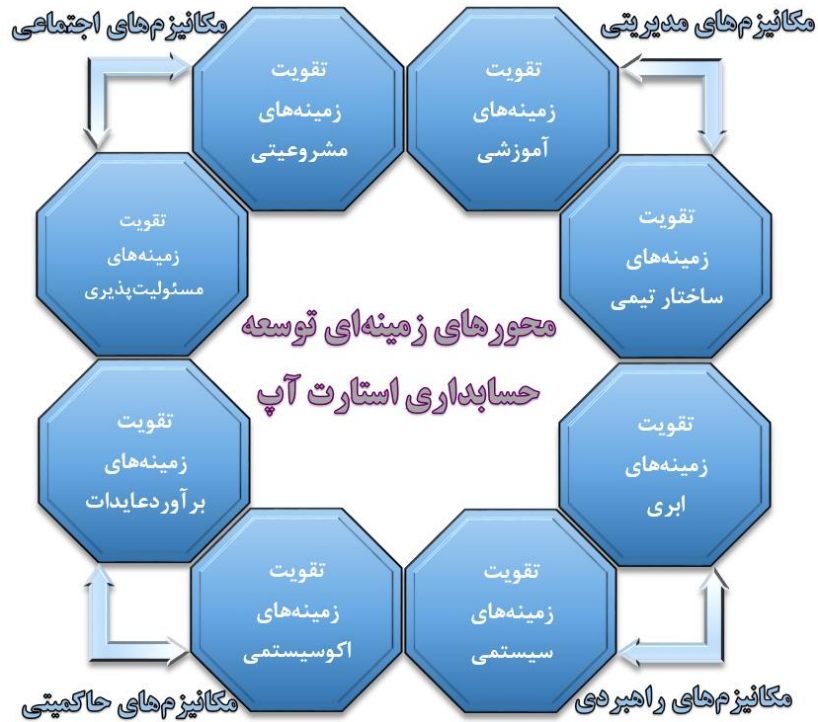 مکانیزم‌های مدیریتی
مکانیزم‌های اجتماعی
تقویت
زمینه‌های
آموزشی
تقویت
زمینه‌های
مشروعیتی
تقویت
زمینه‌های
ساختار تیمی
تقویت
زمینه‌های
مسئولیت‌پذیری
محورهای زمینه‌ای توسعه
حسابداری استارت آپ
تقویت
زمینه‌های
ابری
تقویت
زمینه‌های
برآوردعایدات
تقویت
زمینه‌های
سیستمی
تقویت
زمینه‌های
اکوسیستمی
مکانیزم‌های راهبردی
مکانیزم‌های حاکمیتی